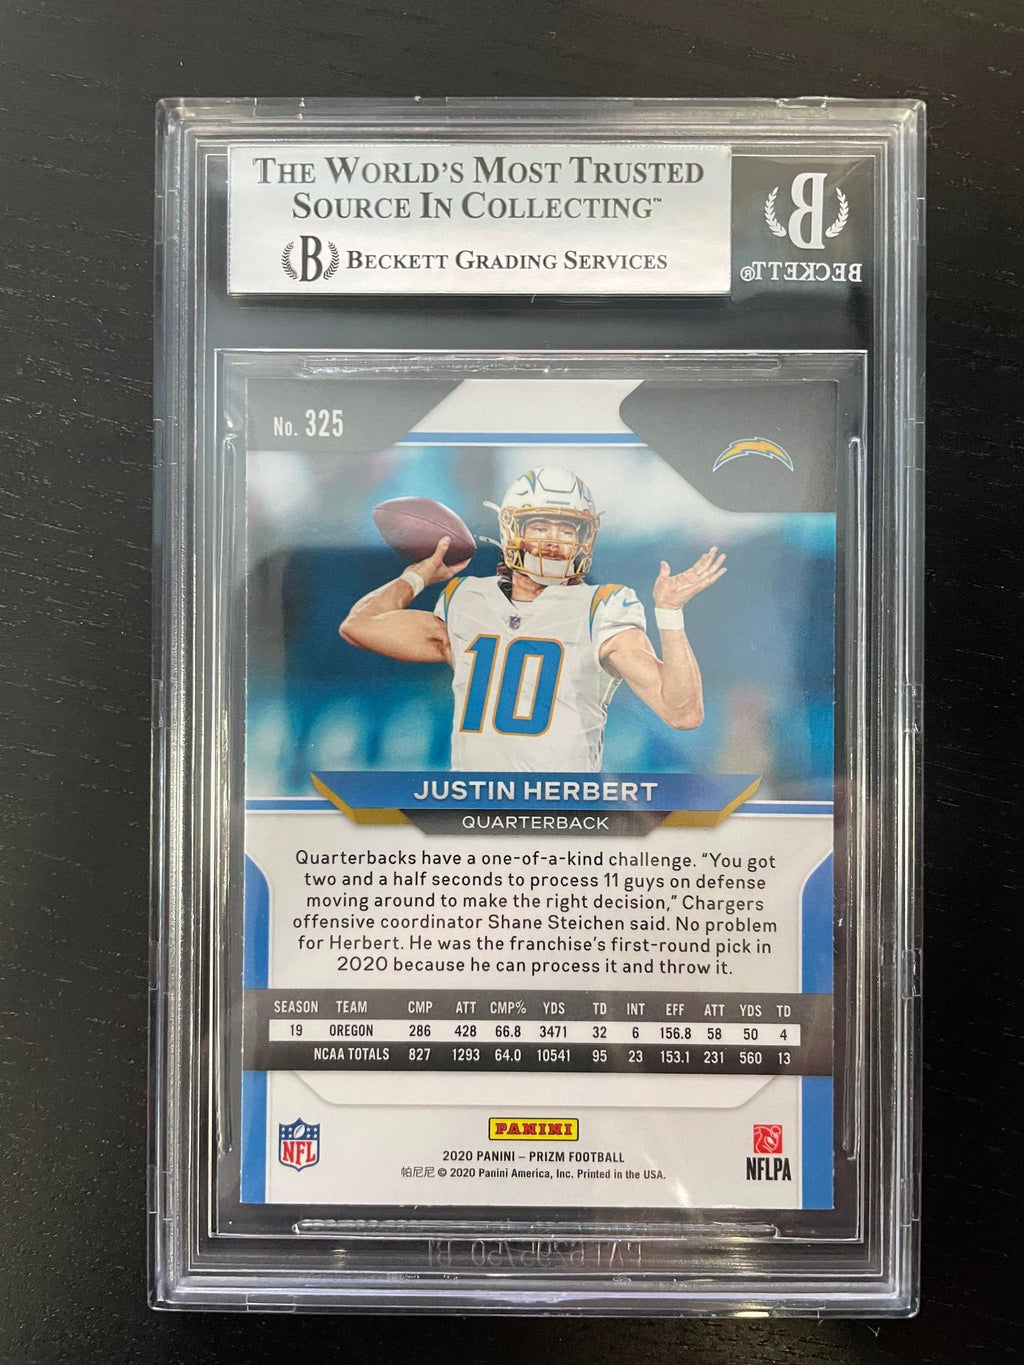 THE WORLD'S MOST TRUSTED
SOURCE IN COLLECTING™
B BECKETT GRADING SERVICES
B
BECKETT®
No. 325
10
JUSTIN HERBERT
QUARTERBACK
Quarterbacks have a one-of-a-kind challenge. “You got
two and a half seconds to process 11 guys on defense
moving around to make the right decision,” Chargers
offensive coordinator Shane Steichen said. No problem
for Herbert. He was the franchise’s first-round pick in
2020 because he can process it and throw it.
SEASON TEAM CMP ATT CMP% YDS TD INT EFF ATT YDS TD
19 OREGON 286 428 66.8 3471 32 6 156.8 58 50 4
NCAA TOTALS 827 1293 64.0 10541 95 23 153.1 231 560 13
NFL
PANINI
2020 PANINI – PRIZM FOOTBALL
帕尼尼 © 2020 Panini America, Inc. Printed in the USA.
NFLPA